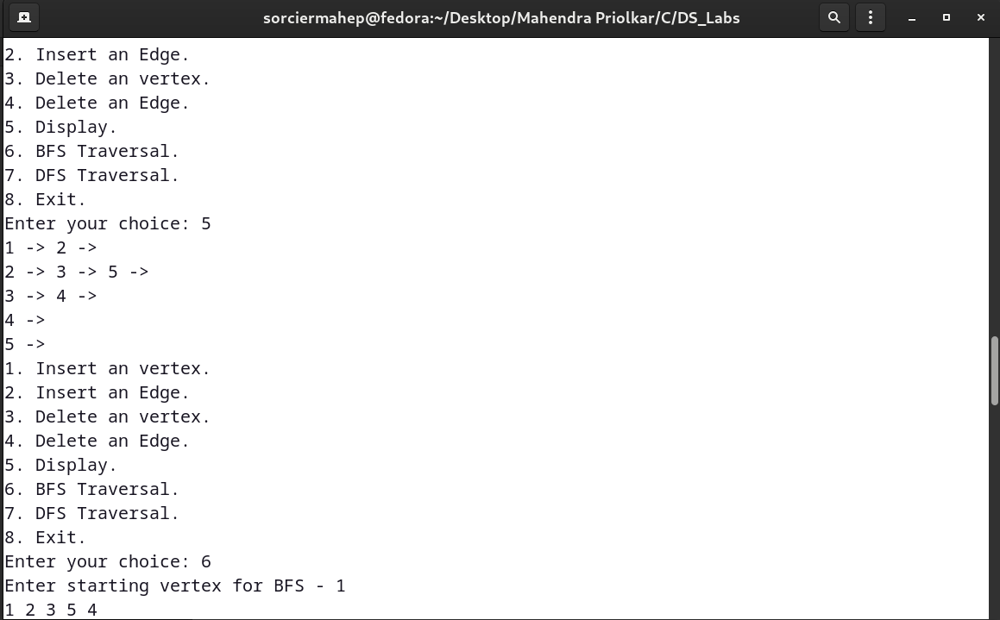 sorciermahep@fedora:~/Desktop/Mahendra Priolkar/C/DS_Labs
2. Insert an Edge.
3. Delete an vertex.
4. Delete an Edge.
5. Display.
6. BFS Traversal.
7. DFS Traversal.
8. Exit.
Enter your choice: 5
1 -> 2 ->
2 -> 3 -> 5 ->
3 -> 4 ->
4 ->
5 ->
1. Insert an vertex.
2. Insert an Edge.
3. Delete an vertex.
4. Delete an Edge.
5. Display.
6. BFS Traversal.
7. DFS Traversal.
8. Exit.
Enter your choice: 6
Enter starting vertex for BFS - 1
1 2 3 5 4